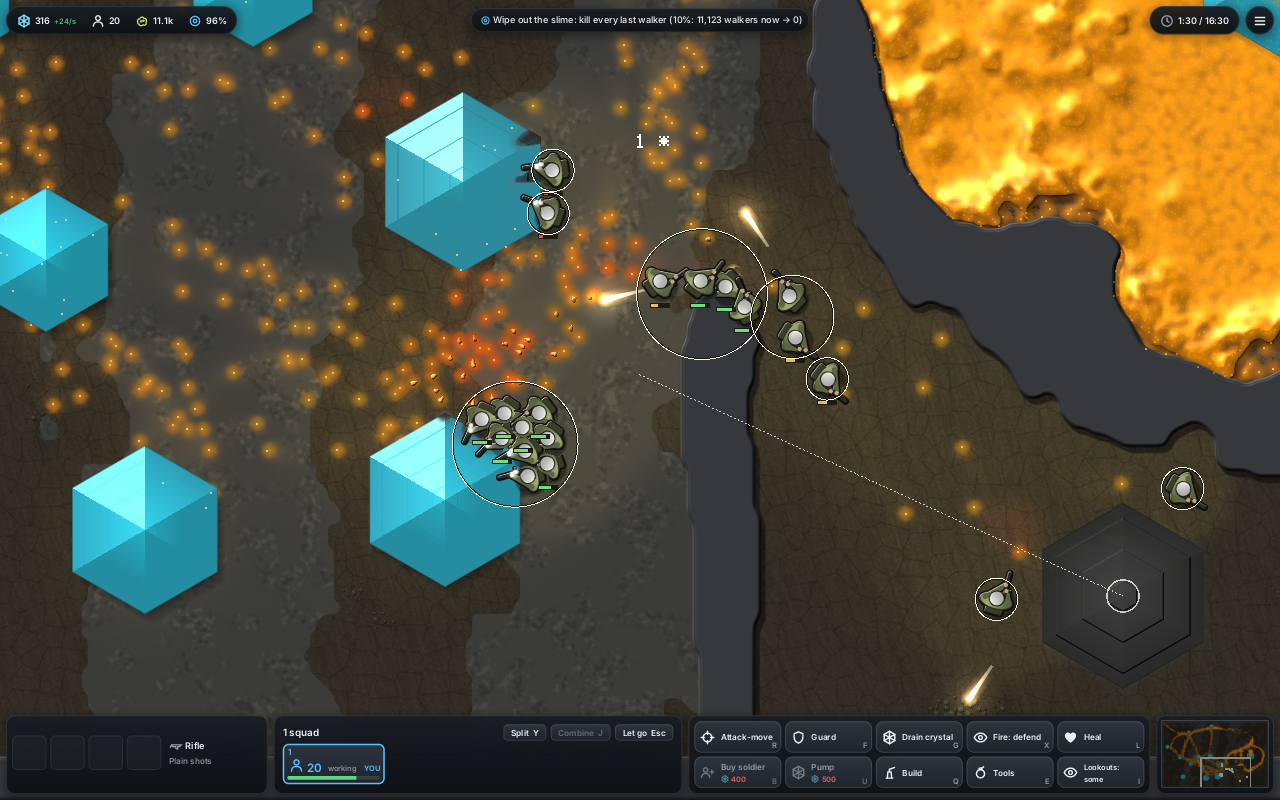 316 +24/s 20 11.1k 96%
Wipe out the slime: kill every last walker (10%: 11,123 walkers now → 0)
1:30 / 16:30
1
Rifle
Plain shots
1 squad
Split Y
Combine J
Let go Esc
1
20 working YOU
Attack-move R
Guard F
Drain crystal G
Fire: defend X
Heal L
Buy soldier
400 B
Pump
500 U
Build Q
Tools E
Lookouts:
some I